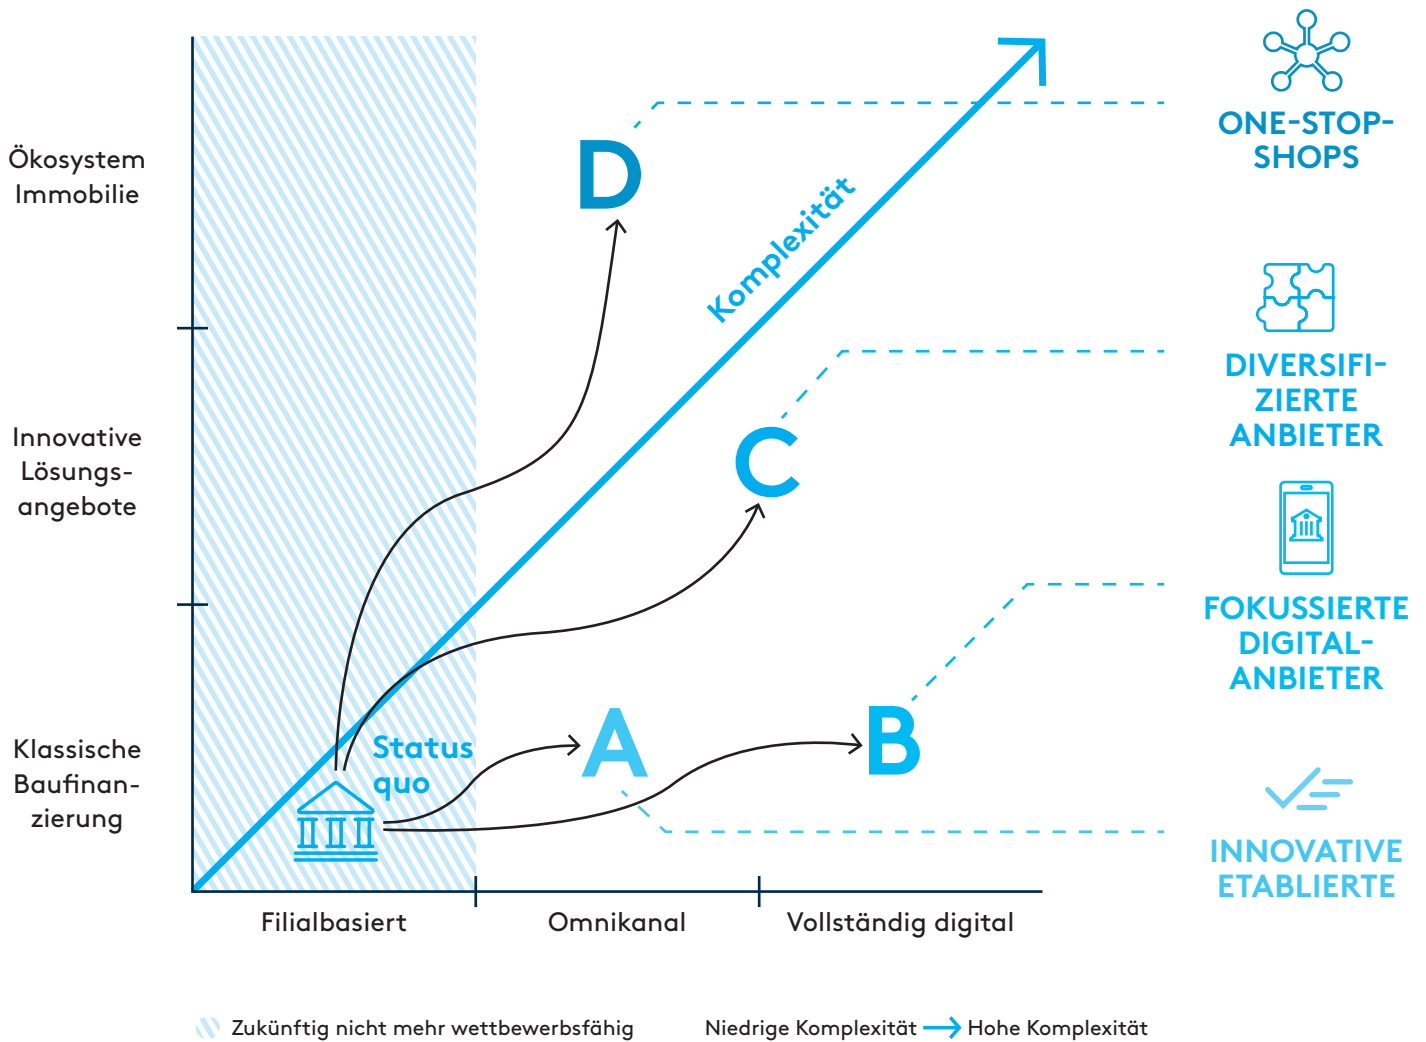 Ökosystem
Immobilie
Innovative
Lösungs-
angebote
Klassische
Baufinan-
zierung
D
Komplexität
C
Status
quo
A
B
ONE-STOP-
SHOPS
DIVERSIFI-
ZIERTE
ANBIETER
FOKUSSIERTE
DIGITAL-
ANBIETER
INNOVATIVE
ETABLIERTE
Filialbasiert
Omnikanal
Vollständig digital
Zukünftig nicht mehr wettbewerbsfähig
Niedrige Komplexität
Hohe Komplexität